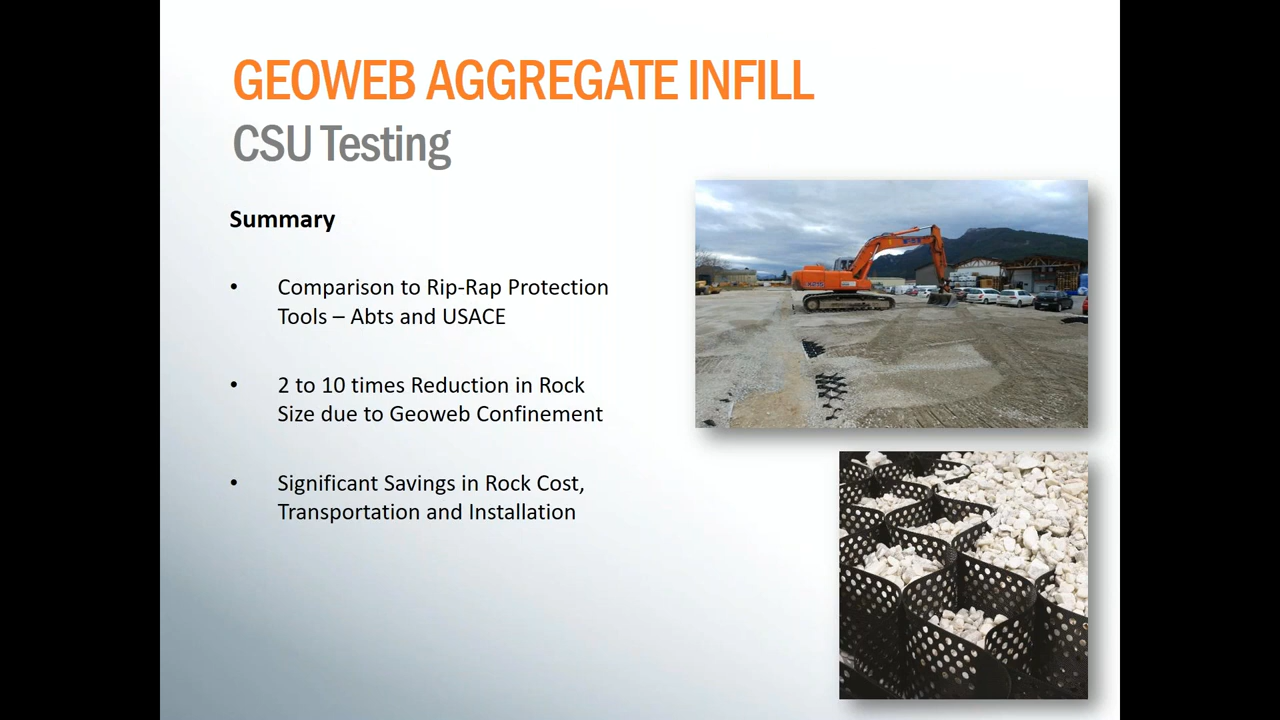 GEOWEB AGGREGATE INFILL
CSU Testing
Summary
• Comparison to Rip-Rap Protection
Tools – Abts and USACE
• 2 to 10 times Reduction in Rock
Size due to Geoweb Confinement
• Significant Savings in Rock Cost,
Transportation and Installation